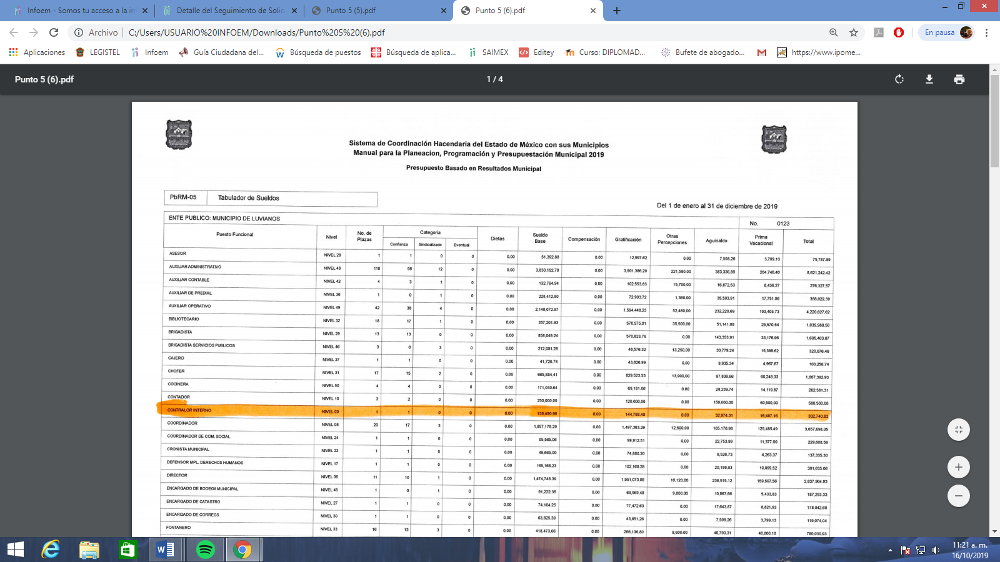 Infoem - Somos tu acceso a la in
Detalle del Seguimiento de Solici
Punto 5 (5).pdf
Punto 5 (6).pdf
Archivo
C:/Users/USUARIO%20INFOEM/Downloads/Punto%205%20(6).pdf
En pausa
Aplicaciones
LEGISTEL
Infoem
Guía Ciudadana del...
Búsqueda de puestos
Búsqueda de aplica...
SAIMEX
Editey
Curso: DIPLOMAD...
Bufete de abogado...
https://www.ipome...
Punto 5 (6).pdf
1 / 4
Sistema de Coordinación Hacendaria del Estado de México con sus Municipios
Manual para la Planeacion, Programación y Presupuestación Municipal 2019
Presupuesto Basado en Resultados Municipal
PbRM-05 Tabulador de Sueldos
Del 1 de enero al 31 de diciembre de 2019
ENTE PUBLICO: MUNICIPIO DE LUVIANOS No. 0123
Puesto Funcional Nivel No. de Plazas Categoria Confianza Sindicalizado Eventual Dietas Sueldo Base Compensación Gratificación Otras Percepciones Aguinaldo Prima Vacacional Total
ASESOR NIVEL 28 1 1 0 0 0.00 51,392.88 0.00 12,997.62 0.00 7,598.26 3,799.13 75,787.89
AUXILIAR ADMINISTRATIVO NIVEL 48 110 98 12 0 0.00 3,830,192.78 0.00 3,901,386.29 221,580.00 383,336.89 284,746.46 8,621,242.42
AUXILIAR CONTABLE NIVEL 42 4 3 1 0 0.00 132,764.94 0.00 102,553.83 15,700.00 16,872.53 8,436.27 276,327.57
AUXILIAR DE PREDIAL NIVEL 36 1 0 1 0 0.00 228,412.80 0.00 72,993.72 1,360.00 35,503.91 17,751.96 356,022.39
AUXILIAR OPERATIVO NIVEL 49 42 38 4 0 0.00 2,148,072.97 0.00 1,594,448.23 52,480.00 232,220.69 193,405.73 4,220,627.62
BIBLIOTECARIO NIVEL 32 18 17 1 0 0.00 357,201.93 0.00 570,575.01 35,500.00 51,141.08 25,570.54 1,039,988.56
BRIGADISTA NIVEL 29 13 13 0 0 0.00 858,049.24 0.00 570,823.76 0.00 143,353.91 33,176.96 1,605,403.87
BRIGADISTA SERVICIOS PUBLICOS NIVEL 46 3 0 3 0 0.00 212,081.28 0.00 48,576.32 13,250.00 30,779.24 15,389.62 320,076.46
CAJERO NIVEL 37 1 1 0 0 0.00 41,726.74 0.00 43,626.99 0.00 9,935.34 4,967.67 100,256.74
CHOFER NIVEL 31 17 15 2 0 0.00 665,884.41 0.00 829,523.53 13,900.00 97,836.66 60,248.33 1,667,392.93
COCINERA NIVEL 50 4 4 0 0 0.00 171,040.64 0.00 69,181.06 0.00 28,239.74 14,119.87 282,581.31
CONTADOR NIVEL 10 2 2 0 0 0.00 250,000.00 0.00 120,000.00 0.00 150,000.00 60,500.00 580,500.00
CONTRALOR INTERNO NIVEL 09 1 1 0 0 0.00 138,490.96 0.00 144,788.40 0.00 32,974.31 16,487.16 332,740.83
COORDINADOR NIVEL 08 20 17 3 0 0.00 1,857,178.29 0.00 1,497,363.29 12,500.00 165,170.98 125,485.49 3,657,698.05
COORDINADOR DE COM. SOCIAL NIVEL 24 1 1 0 0 0.00 95,565.06 0.00 99,912.51 0.00 22,753.99 11,377.00 229,608.56
CRONISTA MUNICIPAL NIVEL 22 1 1 0 0 0.00 49,665.00 0.00 74,880.20 0.00 8,526.73 4,263.37 137,335.30
DEFENSOR MPL. DERECHOS HUMANOS NIVEL 17 1 1 0 0 0.00 169,168.23 0.00 102,168.28 0.00 20,199.03 10,099.52 301,635.06
DIRECTOR NIVEL 06 11 10 1 0 0.00 1,474,748.39 0.00 1,951,073.86 16,120.00 236,515.12 159,507.56 3,837,964.93
ENCARGADO DE BODEGA MUNICIPAL NIVEL 45 1 0 1 0 0.00 91,222.36 0.00 69,969.48 9,800.00 10,867.66 5,433.83 187,293.33
ENCARGADO DE CATASTRO NIVEL 27 1 1 0 0 0.00 74,104.25 0.00 77,472.63 0.00 17,643.87 8,821.93 178,042.68
ENCARGADO DE CORREOS NIVEL 30 1 1 0 0 0.00 63,825.39 0.00 43,851.26 0.00 7,598.26 3,799.13 119,074.04
FONTANERO NIVEL 33 16 13 3 0 0.00 418,473.66 0.00 266,106.80 8,600.00 46,790.31 40,060.16 780,030.93
11:21 a. m.
16/10/2019